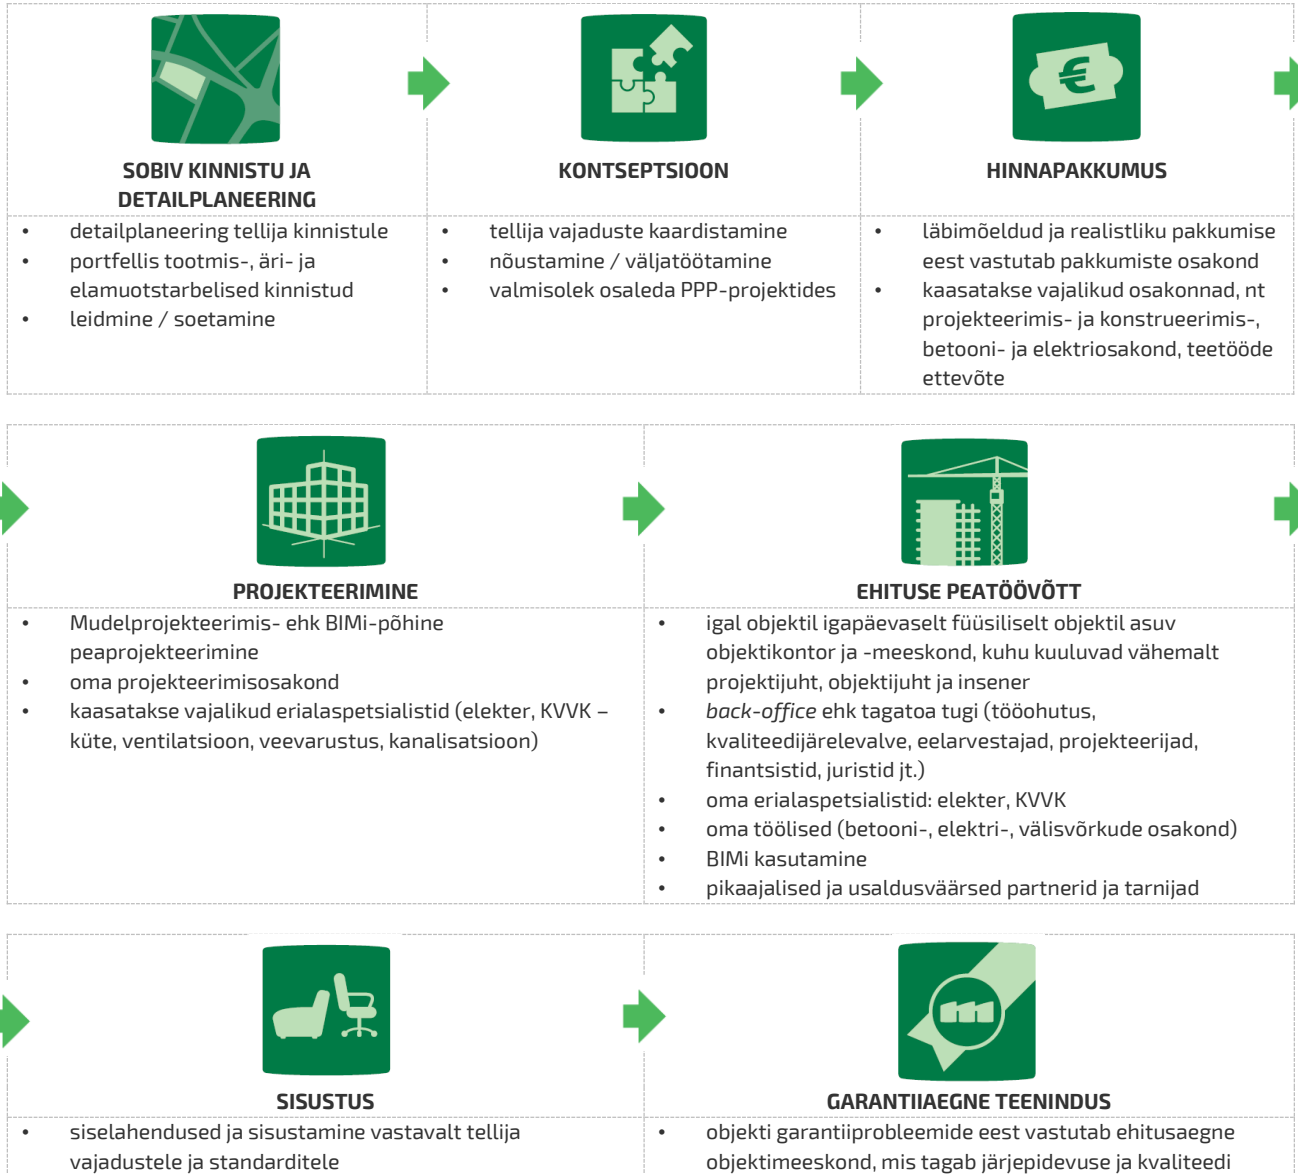 SOBIV KINNISTU JA
DETAILPLANEERING
• detailplaneering tellija kinnistule
• portfellis tootmis-, äri- ja
elamuotstarbelised kinnistud
• leidmine / soetamine
KONTSEPTSIOON
• tellija vajaduste kaardistamine
• nõustamine / väljatöötamine
• valmisolek osaleda PPP-projektides
€
HINNAPAKKUMUS
• läbimõeldud ja realistliku pakkumise
eest vastutab pakkumiste osakond
• kaasatakse vajalikud osakonnad, nt
projekteerimis- ja konstrueerimis-,
betooni- ja elektriosakond, teetööde
ettevõte
PROJEKTEERIMINE
• Mudelprojekteerimis- ehk BIMi-põhine
peaprojekteerimine
• oma projekteerimisosakond
• kaasatakse vajalikud erialaspetsialistid (elekter, KVVK –
küte, ventilatsioon, veevarustus, kanalisatsioon)
EHITUSE PEATÖÖVÕTT
• igal objektil igapäevaselt füüsiliselt objektil asuv
objektikontor ja -meeskond, kuhu kuuluvad vähemalt
projektijuht, objektijuht ja insener
• back-office ehk tagatoa tugi (tööohutus,
kvaliteedijärelevalve, eelarvestajad, projekteerijad,
finantsistid, juristid jt.)
• oma erialaspetsialistid: elekter, KVVK
• oma töölised (betooni-, elektri-, välisvõrkude osakond)
• BIMi kasutamine
• pikaajalised ja usaldusväärsed partnerid ja tarnijad
SISUSTUS
• siselahendused ja sisustamine vastavalt tellija
vajadustele ja standarditele
GARANTIIAEGNE TEENINDUS
• objekti garantiiprobleemide eest vastutab ehitusaegne
objektimeeskond, mis tagab järjepidevuse ja kvaliteedi